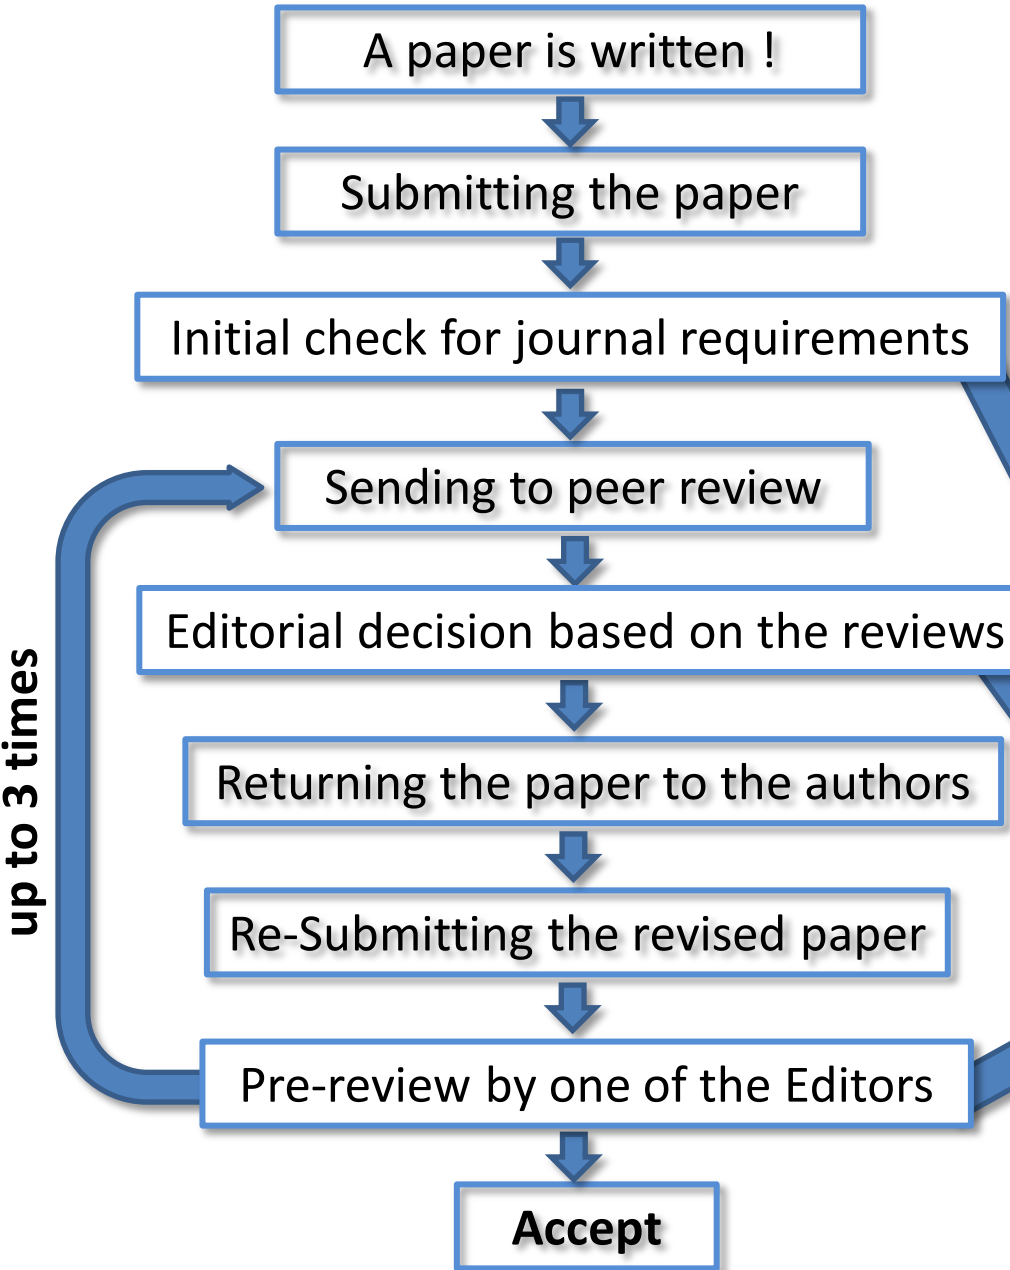 A paper is written !
Submitting the paper
Initial check for journal requirements
Sending to peer review
Editorial decision based on the reviews
Returning the paper to the authors
Re-Submitting the revised paper
Pre-review by one of the Editors
Accept
up to 3 times